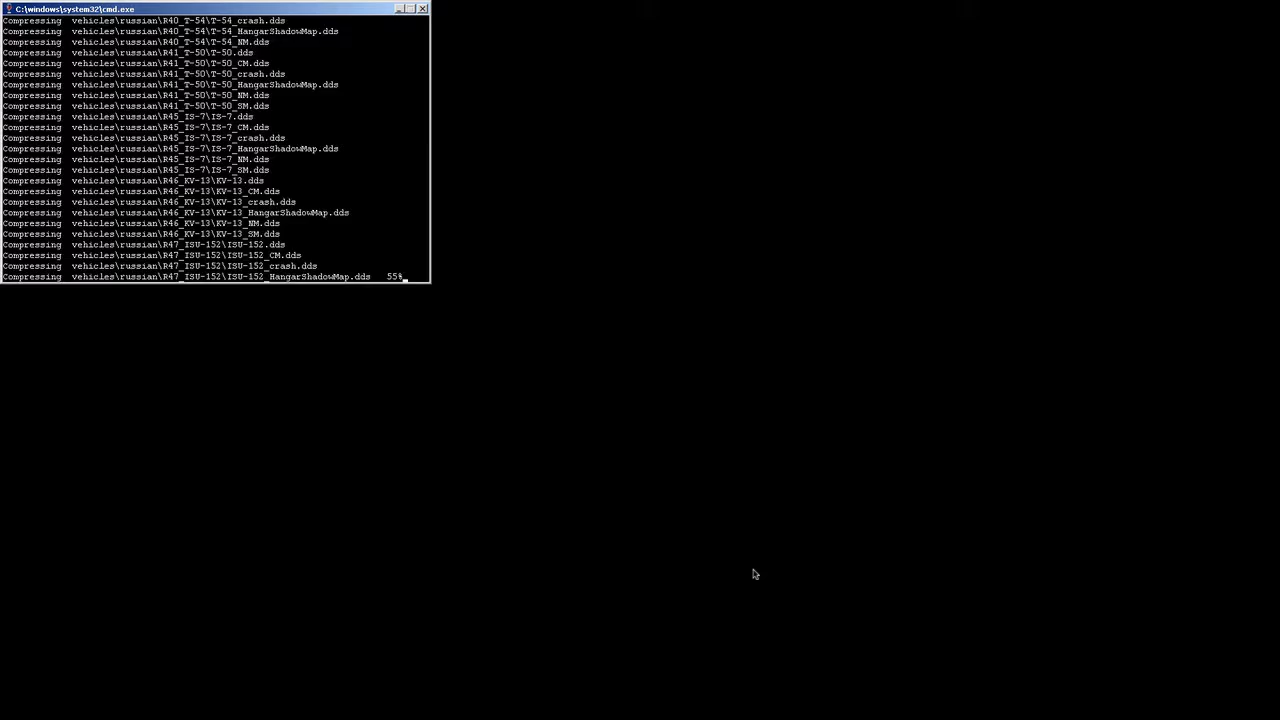 C:\windows\system32\cmd.exe
Compressing  vehicles\russian\R40_T-54\T-54_crash.dds
Compressing  vehicles\russian\R40_T-54\T-54_HangarShadowMap.dds
Compressing  vehicles\russian\R40_T-54\T-54_NM.dds
Compressing  vehicles\russian\R41_T-50\T-50.dds
Compressing  vehicles\russian\R41_T-50\T-50_CM.dds
Compressing  vehicles\russian\R41_T-50\T-50_crash.dds
Compressing  vehicles\russian\R41_T-50\T-50_HangarShadowMap.dds
Compressing  vehicles\russian\R41_T-50\T-50_NM.dds
Compressing  vehicles\russian\R41_T-50\T-50_SM.dds
Compressing  vehicles\russian\R45_IS-7\IS-7.dds
Compressing  vehicles\russian\R45_IS-7\IS-7_CM.dds
Compressing  vehicles\russian\R45_IS-7\IS-7_crash.dds
Compressing  vehicles\russian\R45_IS-7\IS-7_HangarShadowMap.dds
Compressing  vehicles\russian\R45_IS-7\IS-7_NM.dds
Compressing  vehicles\russian\R45_IS-7\IS-7_SM.dds
Compressing  vehicles\russian\R46_KV-13\KV-13.dds
Compressing  vehicles\russian\R46_KV-13\KV-13_CM.dds
Compressing  vehicles\russian\R46_KV-13\KV-13_crash.dds
Compressing  vehicles\russian\R46_KV-13\KV-13_HangarShadowMap.dds
Compressing  vehicles\russian\R46_KV-13\KV-13_NM.dds
Compressing  vehicles\russian\R46_KV-13\KV-13_SM.dds
Compressing  vehicles\russian\R47_ISU-152\ISU-152.dds
Compressing  vehicles\russian\R47_ISU-152\ISU-152_CM.dds
Compressing  vehicles\russian\R47_ISU-152\ISU-152_crash.dds
Compressing  vehicles\russian\R47_ISU-152\ISU-152_HangarShadowMap.dds   55%